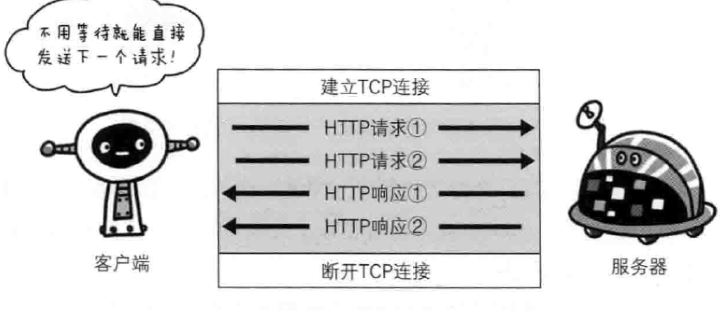 不用等待就能直接
发送下一个请求!
建立TCP连接
HTTP请求①
HTTP请求②
HTTP响应①
HTTP响应②
断开TCP连接
客户端
服务器